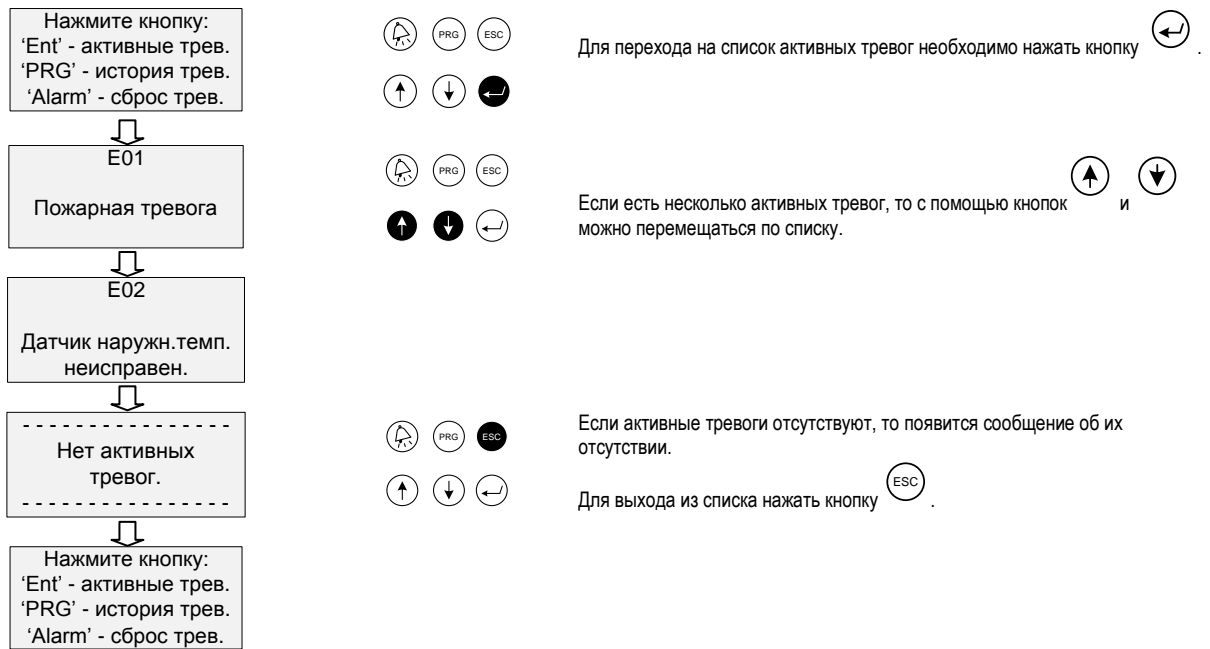 Нажмите кнопку:
‘Ent’ - активные трев.
‘PRG’ - история трев.
‘Alarm’ - сброс трев.
PRG ESC
Для перехода на список активных тревог необходимо нажать кнопку .
E01
Пожарная тревога
PRG ESC
Если есть несколько активных тревог, то с помощью кнопок и
можно перемещаться по списку.
E02
Датчик наружн.темп.
неисправен.
- - - - - - - - - - - - - - - -
Нет активных
тревог.
- - - - - - - - - - - - - - - -
PRG ESC
Если активные тревоги отсутствуют, то появится сообщение об их
отсутствии.
Для выхода из списка нажать кнопку ESC .
Нажмите кнопку:
‘Ent’ - активные трев.
‘PRG’ - история трев.
‘Alarm’ - сброс трев.